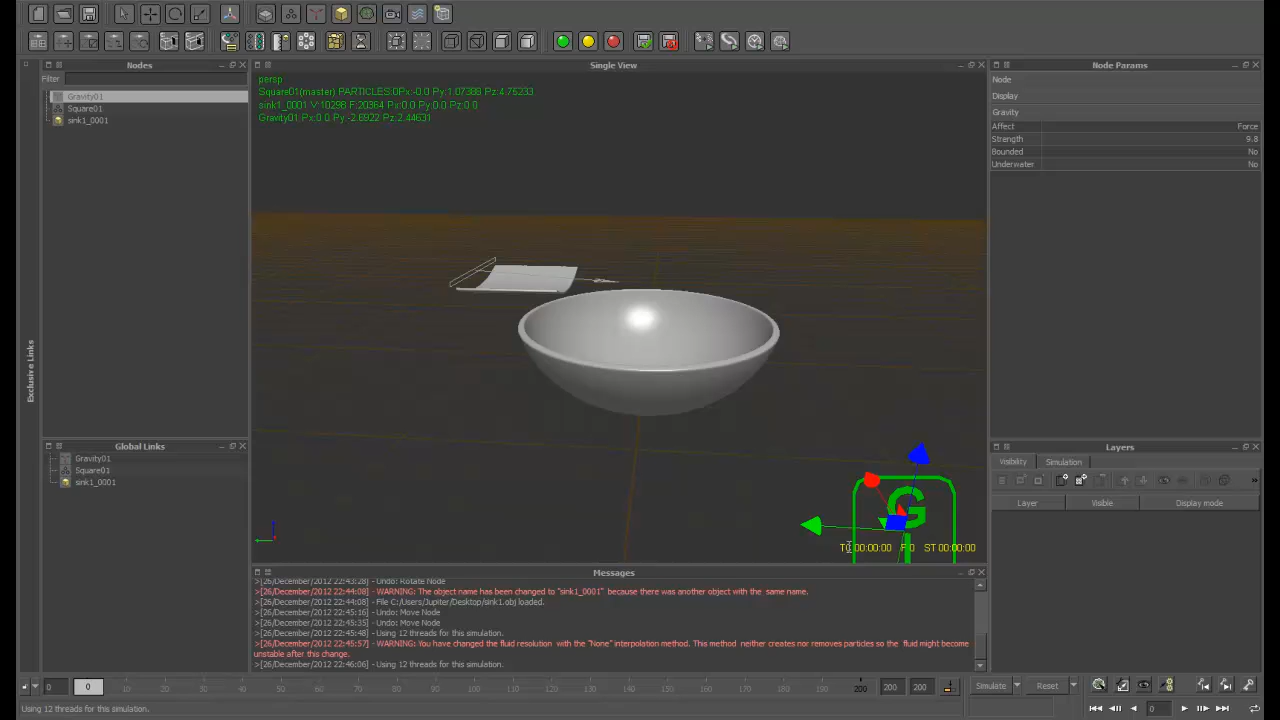 Nodes
Single View
Node Params
Filter
Gravity01
Square01
sink1_0001
persp
Square01(master) PARTICLES:0Px:-0.0 Py:1.07388 Pz:4.75233
sink1_0001 V:10298 F:20364 Px:0.0 Py:0.0 Pz:0.0
Gravity01: Px:0.0 Py:-2.6922 Pz:2.44631
Node
Display
Gravity
Affect Force
Strength 9.8
Bounded No
Underwater No
Exclusive Links
Global Links
Gravity01
Square01
sink1_0001
Layers
Visibility Simulation
Layer Visible Display mode
G
00:00:00 F 0 ST 00:00:00
Messages
>[26/December/2012 22:43:28] - Undo: Rotate Node
>[26/December/2012 22:44:08] - WARNING: The object name has been changed to "sink1_0001" because there was another object with the same name.
>[26/December/2012 22:44:08] - File C:/Users/Jupiter/Desktop/sink1.obj loaded.
>[26/December/2012 22:45:16] - Undo: Move Node
>[26/December/2012 22:45:35] - Undo: Move Node
>[26/December/2012 22:45:48] - Using 12 threads for this simulation.
>[26/December/2012 22:45:57] - WARNING: You have changed the fluid resolution with the "None" interpolation method. This method neither creates nor removes particles so the fluid might become
unstable after this change.
>[26/December/2012 22:46:06] - Using 12 threads for this simulation.
0 0 10 20 30 40 50 60 70 80 90 100 110 120 130 140 150 160 170 180 190 200 200 200 Simulate Reset
Using 12 threads for this simulation.
0